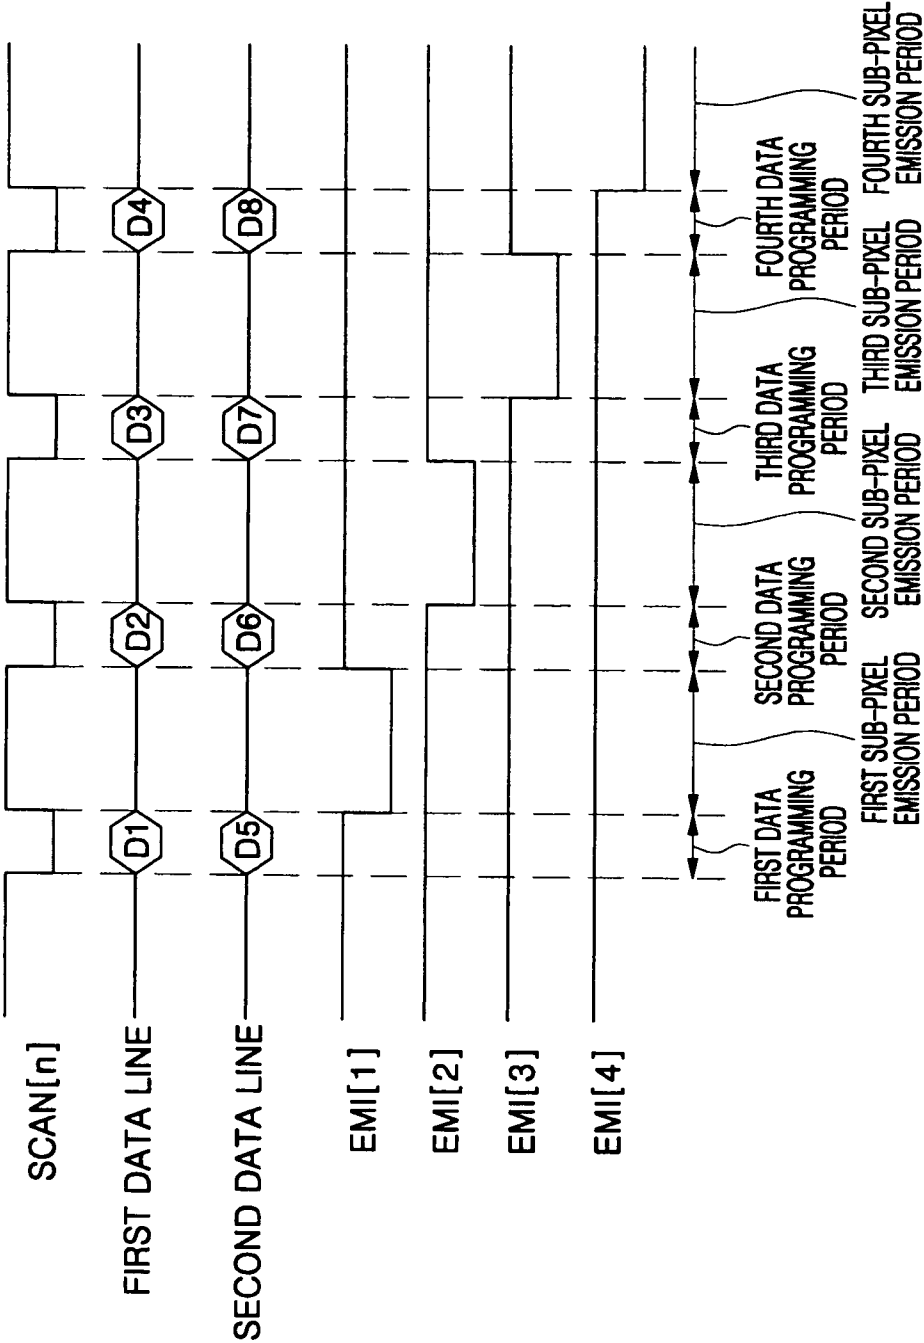 SCAN[n]
FIRST DATA LINE
D1
D2
D3
D4
SECOND DATA LINE
D5
D6
D7
D8
EMI[1]
EMI[2]
EMI[3]
EMI[4]
FIRST DATA
PROGRAMMING
PERIOD
SECOND DATA
PROGRAMMING
PERIOD
THIRD DATA
PROGRAMMING
PERIOD
FOURTH DATA
PROGRAMMING
PERIOD
FIRST SUB-PIXEL
EMISSION PERIOD
SECOND SUB-PIXEL
EMISSION PERIOD
THIRD SUB-PIXEL
EMISSION PERIOD
FOURTH SUB-PIXEL
EMISSION PERIOD